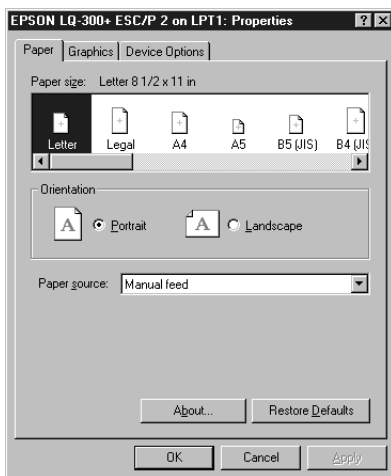 EPSON LQ-300+ ESC/P 2 on LPT1: Properties
Paper Graphics Device Options
Paper size: Letter 8 1/2 x 11 in
Letter Legal A4 A5 B5 (JIS) B4 (JIS
Orientation
A Portrait A Landscape
Paper source: Manual feed
About... Restore Defaults
OK Cancel Apply